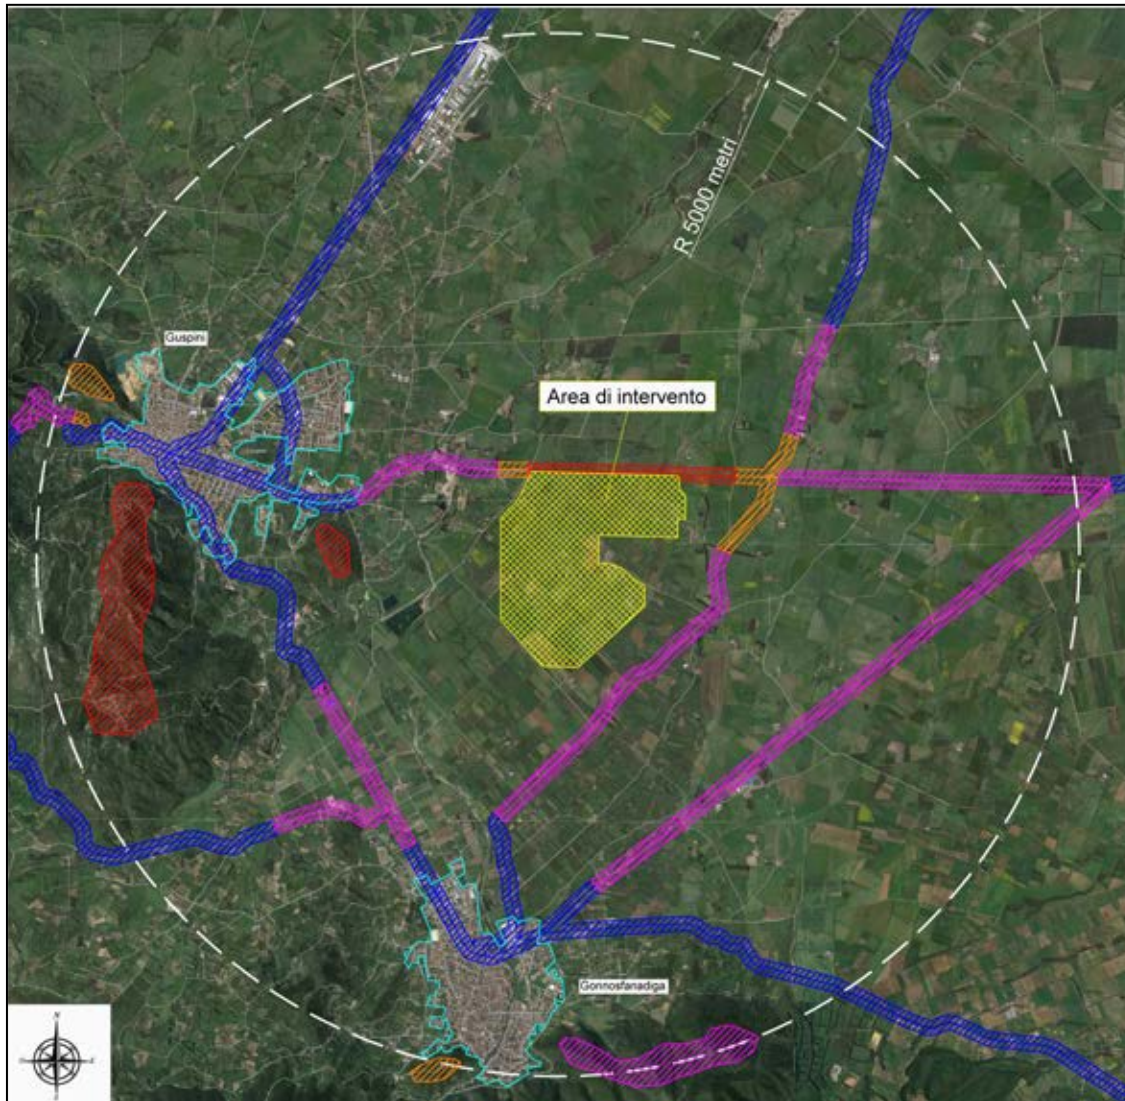 R 5000 metri
Guspini
Area di intervento
Gonnosfanadiga
N